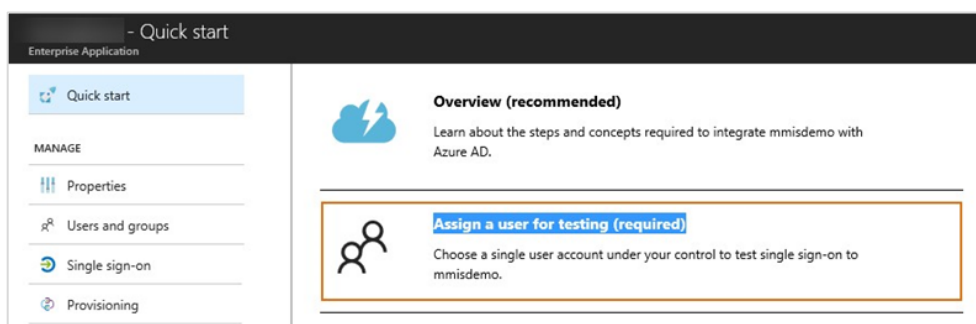 - Quick start
Enterprise Application
Quick start
MANAGE
Properties
Users and groups
Single sign-on
Provisioning
Overview (recommended)
Learn about the steps and concepts required to integrate mmisdemo with
Azure AD.
Assign a user for testing (required)
Choose a single user account under your control to test single sign-on to
mmisdemo.